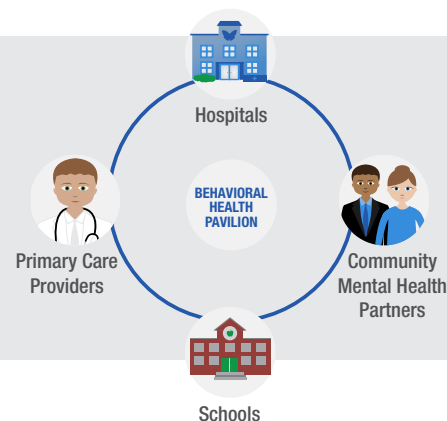 Hospitals
BEHAVIORAL
HEALTH
PAVILION
Primary Care
Providers
Community
Mental Health
Partners
Schools